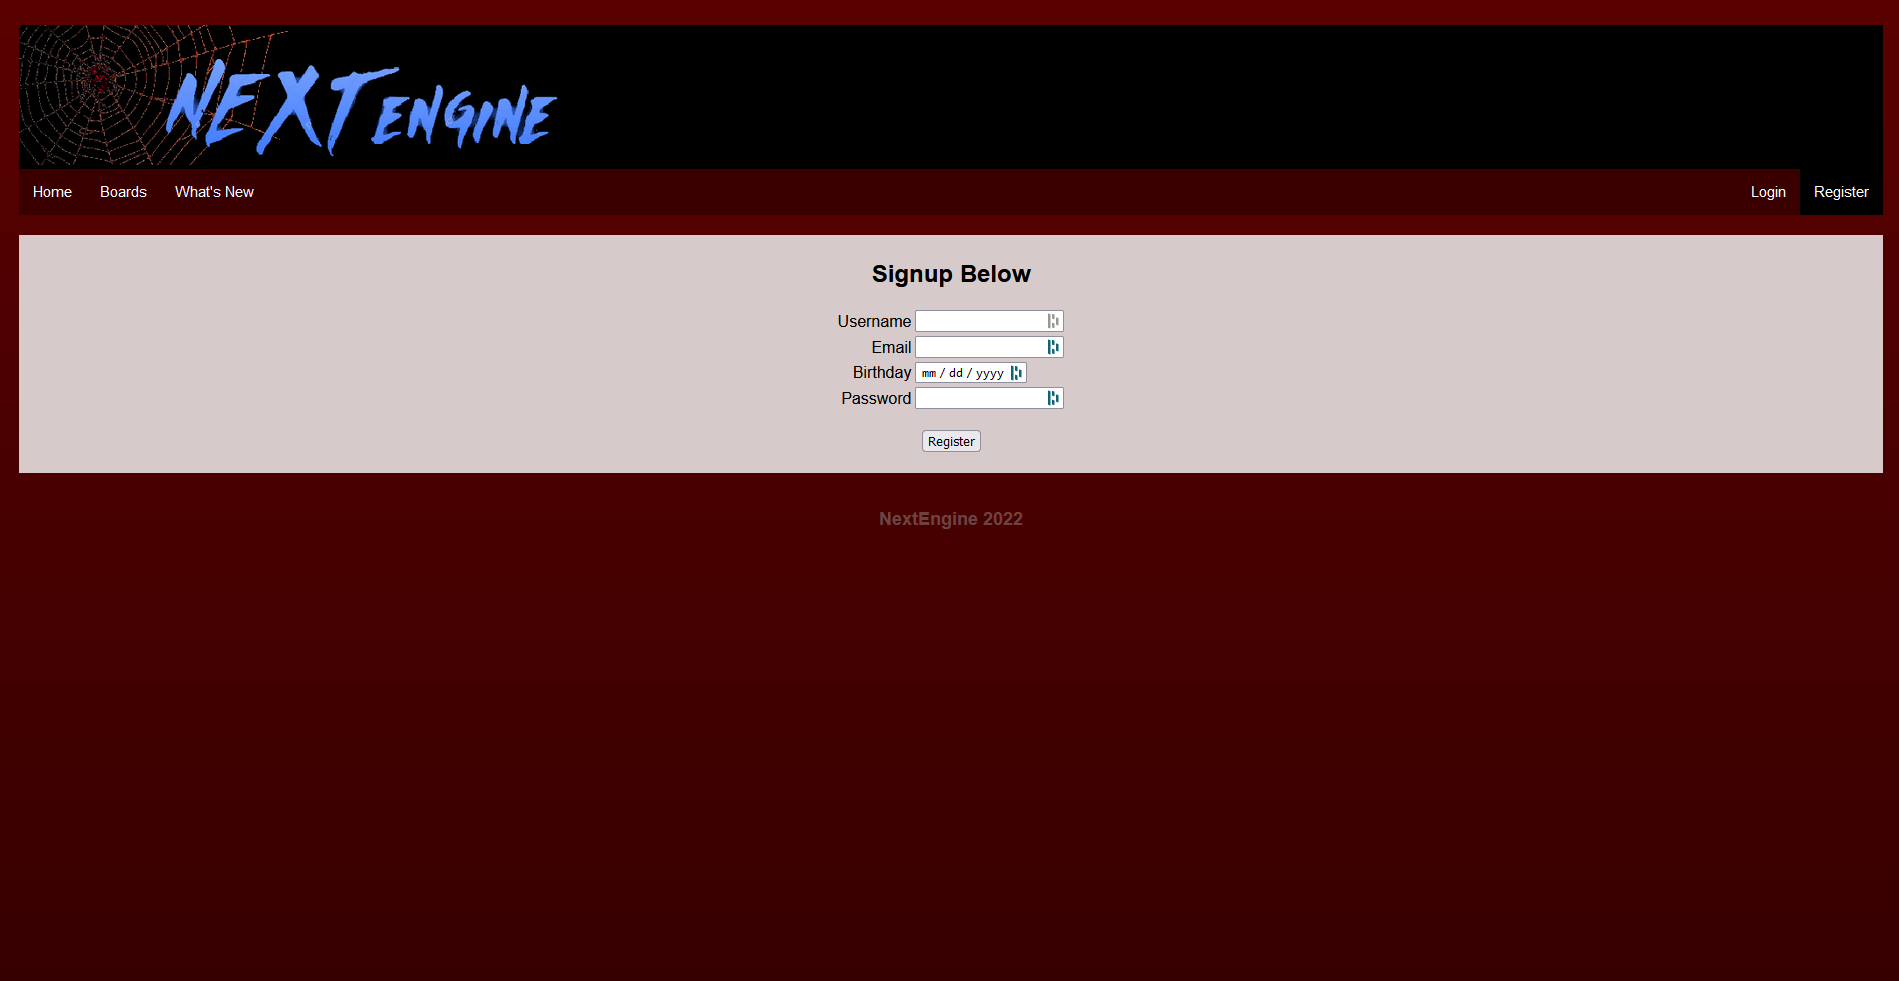 NEXT ENGINE
Home Boards What's New Login Register
Signup Below
Username
Email
Birthday mm / dd / yyyy
Password
Register
NextEngine 2022